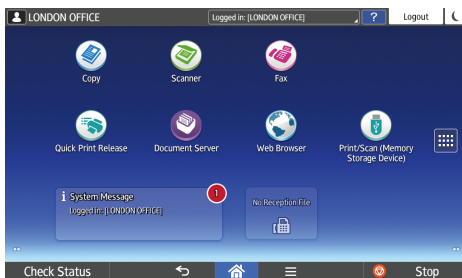 LONDON OFFICE
Logged in: [LONDON OFFICE]
?
Logout
Copy
Scanner
Fax
Quick Print Release
Document Server
Web Browser
Print/Scan (Memory
Storage Device)
i System Message
1
Logged in: [LONDON OFFICE]
No Reception File
Check Status
Stop